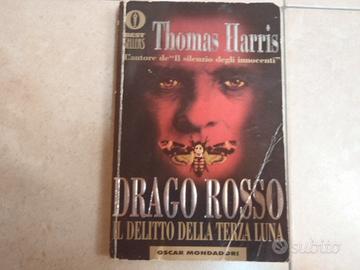 BEST
SELLERS
Thomas Harris
L'autore de "Il silenzio degli innocenti"
DRAGO ROSSO
IL DELITTO DELLA TERZA LUNA
OSCAR MONDADORI
subito